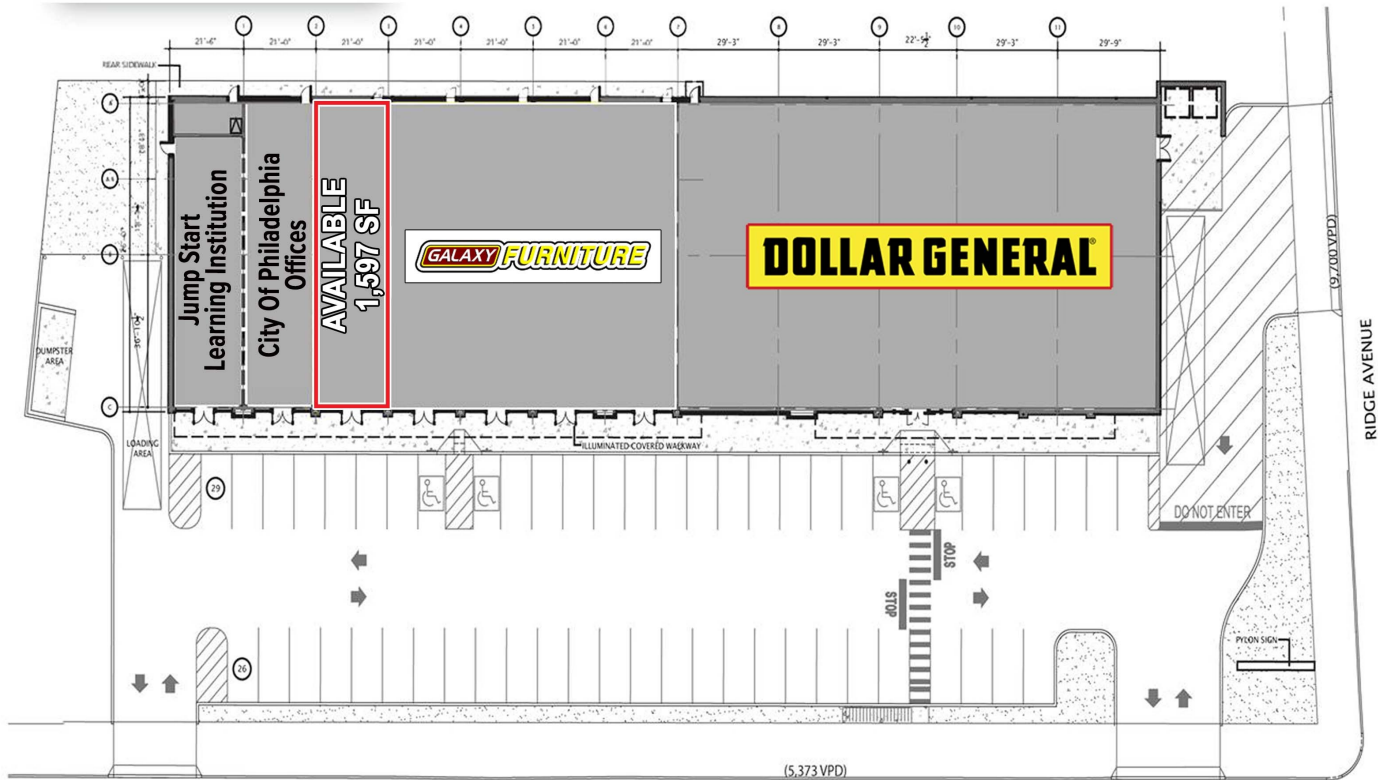 1 2 3 4 5 6 7 8 9 10 11
21'-6" 21'-0" 21'-0" 21'-0" 21'-0" 21'-0" 21'-0" 29'-3" 29'-3" 29'-3" 29'-9"
REAR SIDEWALK
A
B
C
Jump Start
Learning Institution
City Of Philadelphia
Offices
AVAILABLE
1,597 SF
GALAXY FURNITURE
DOLLAR GENERAL®
(9,700 VPD)
RIDGE AVENUE
DUMPSTER
AREA
LOADING
AREA
ILLUMINATED COVERED WALKWAY
29
DO NOT ENTER
STOP
STOP
26
PYLON SIGN
(5,373 VPD)